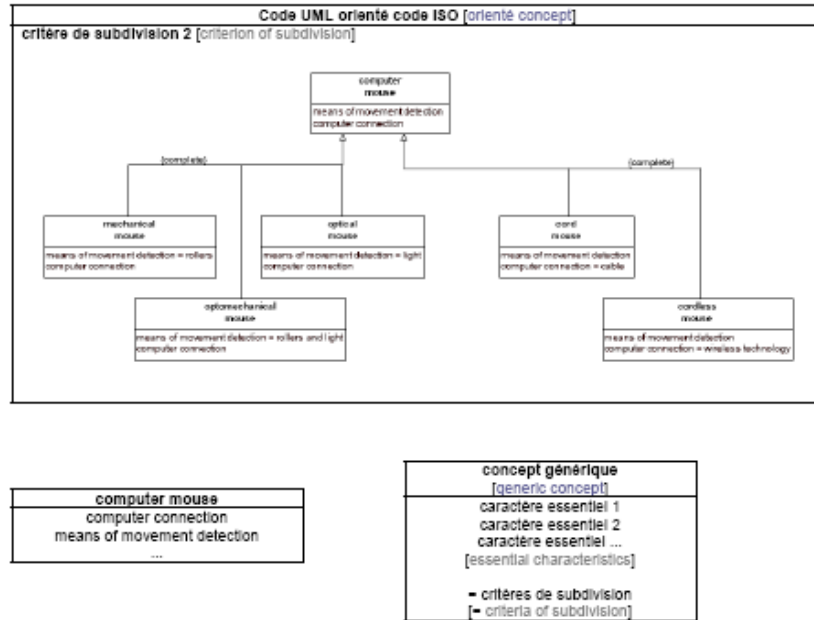 Code UML orienté code ISO [orienté concept]
critère de subdivision 2 [criterion of subdivision]
computer
mouse
means of movement detection
computer connection
{complete}
{complete}
mechanical
mouse
means of movement detection = rollers
computer connection
optical
mouse
means of movement detection = light
computer connection
cord
mouse
means of movement detection
computer connection = cable
optomechanical
mouse
means of movement detection = rollers and light
computer connection
cordless
mouse
means of movement detection
computer connection = wireless technology
computer mouse
computer connection
means of movement detection
...
concept générique
[generic concept]
caractère essentiel 1
caractère essentiel 2
caractère essentiel ...
[essential characteristics]
= critères de subdivision
[= criteria of subdivision]